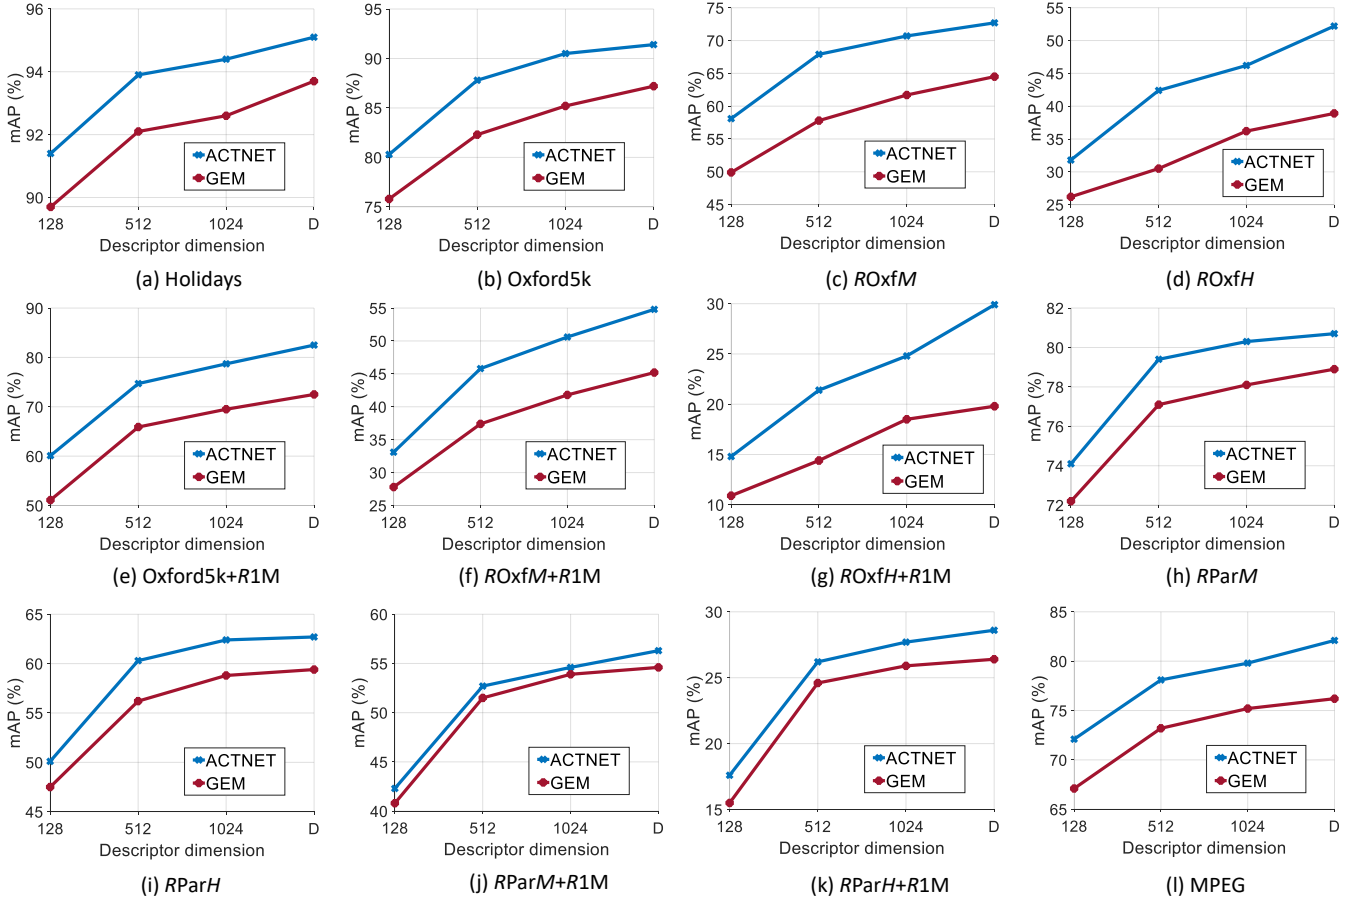 96
94
92
90
mAP (%)
ACTNET
GEM
128 512 1024 D
Descriptor dimension
(a) Holidays
95
90
85
80
75
mAP (%)
ACTNET
GEM
128 512 1024 D
Descriptor dimension
(b) Oxford5k
75
70
65
60
55
50
45
mAP (%)
ACTNET
GEM
128 512 1024 D
Descriptor dimension
(c) ROxfM
55
50
45
40
35
30
25
mAP (%)
ACTNET
GEM
128 512 1024 D
Descriptor dimension
(d) ROxfH
90
80
70
60
50
mAP (%)
ACTNET
GEM
128 512 1024 D
Descriptor dimension
(e) Oxford5k+R1M
55
50
45
40
35
30
25
mAP (%)
ACTNET
GEM
128 512 1024 D
Descriptor dimension
(f) ROxfM+R1M
30
25
20
15
10
mAP (%)
ACTNET
GEM
128 512 1024 D
Descriptor dimension
(g) ROxfH+R1M
82
80
78
76
74
72
mAP (%)
ACTNET
GEM
128 512 1024 D
Descriptor dimension
(h) RParM
65
60
55
50
45
mAP (%)
ACTNET
GEM
128 512 1024 D
Descriptor dimension
(i) RParH
60
55
50
45
40
mAP (%)
ACTNET
GEM
128 512 1024 D
Descriptor dimension
(j) RParM+R1M
30
25
20
15
mAP (%)
ACTNET
GEM
128 512 1024 D
Descriptor dimension
(k) RParH+R1M
85
80
75
70
65
mAP (%)
ACTNET
GEM
128 512 1024 D
Descriptor dimension
(l) MPEG